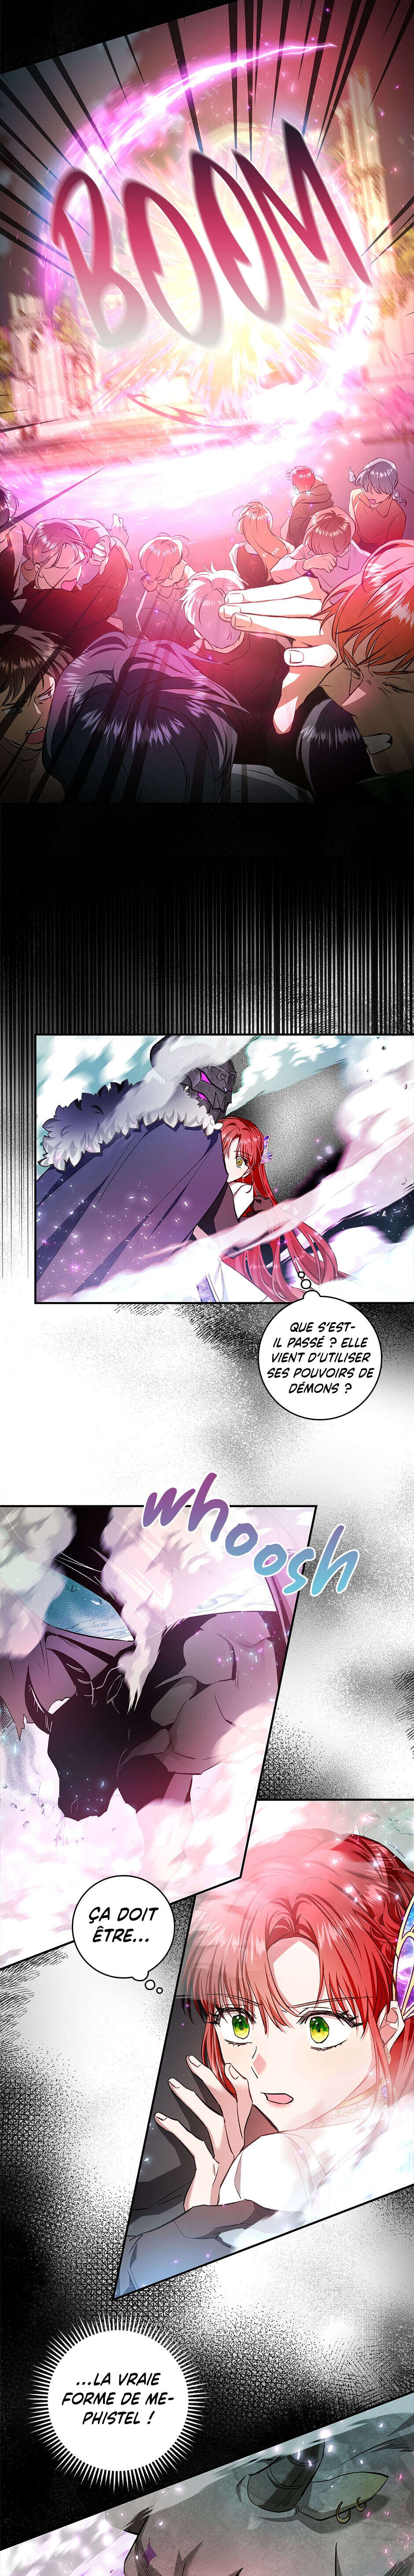 BOOM
QUE S'EST-
IL PASSÉ ? ELLE
VIENT D'UTILISER
SES POUVOIRS DE
DÉMONS ?
whoosh
ÇA DOIT
ÊTRE...
...LA VRAIE
FORME DE ME-
PHISTEL !